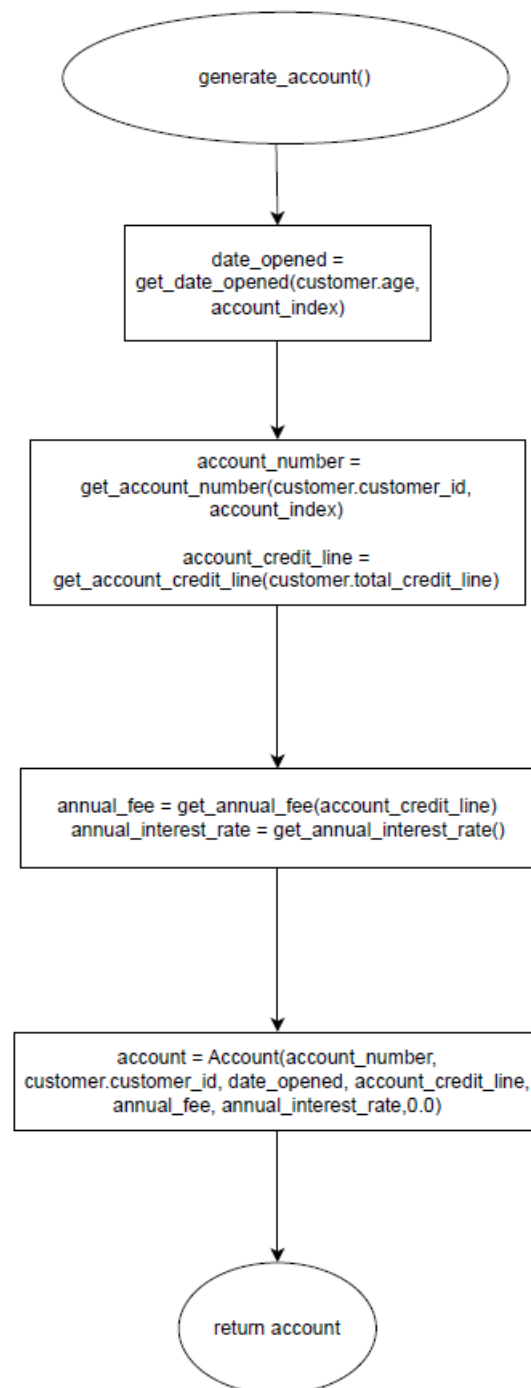 generate_account()
date_opened =
get_date_opened(customer.age,
account_index)
account_number =
get_account_number(customer.customer_id,
account_index)
account_credit_line =
get_account_credit_line(customer.total_credit_line)
annual_fee = get_annual_fee(account_credit_line)
annual_interest_rate = get_annual_interest_rate()
account = Account(account_number,
customer.customer_id, date_opened, account_credit_line,
annual_fee, annual_interest_rate,0.0)
return account